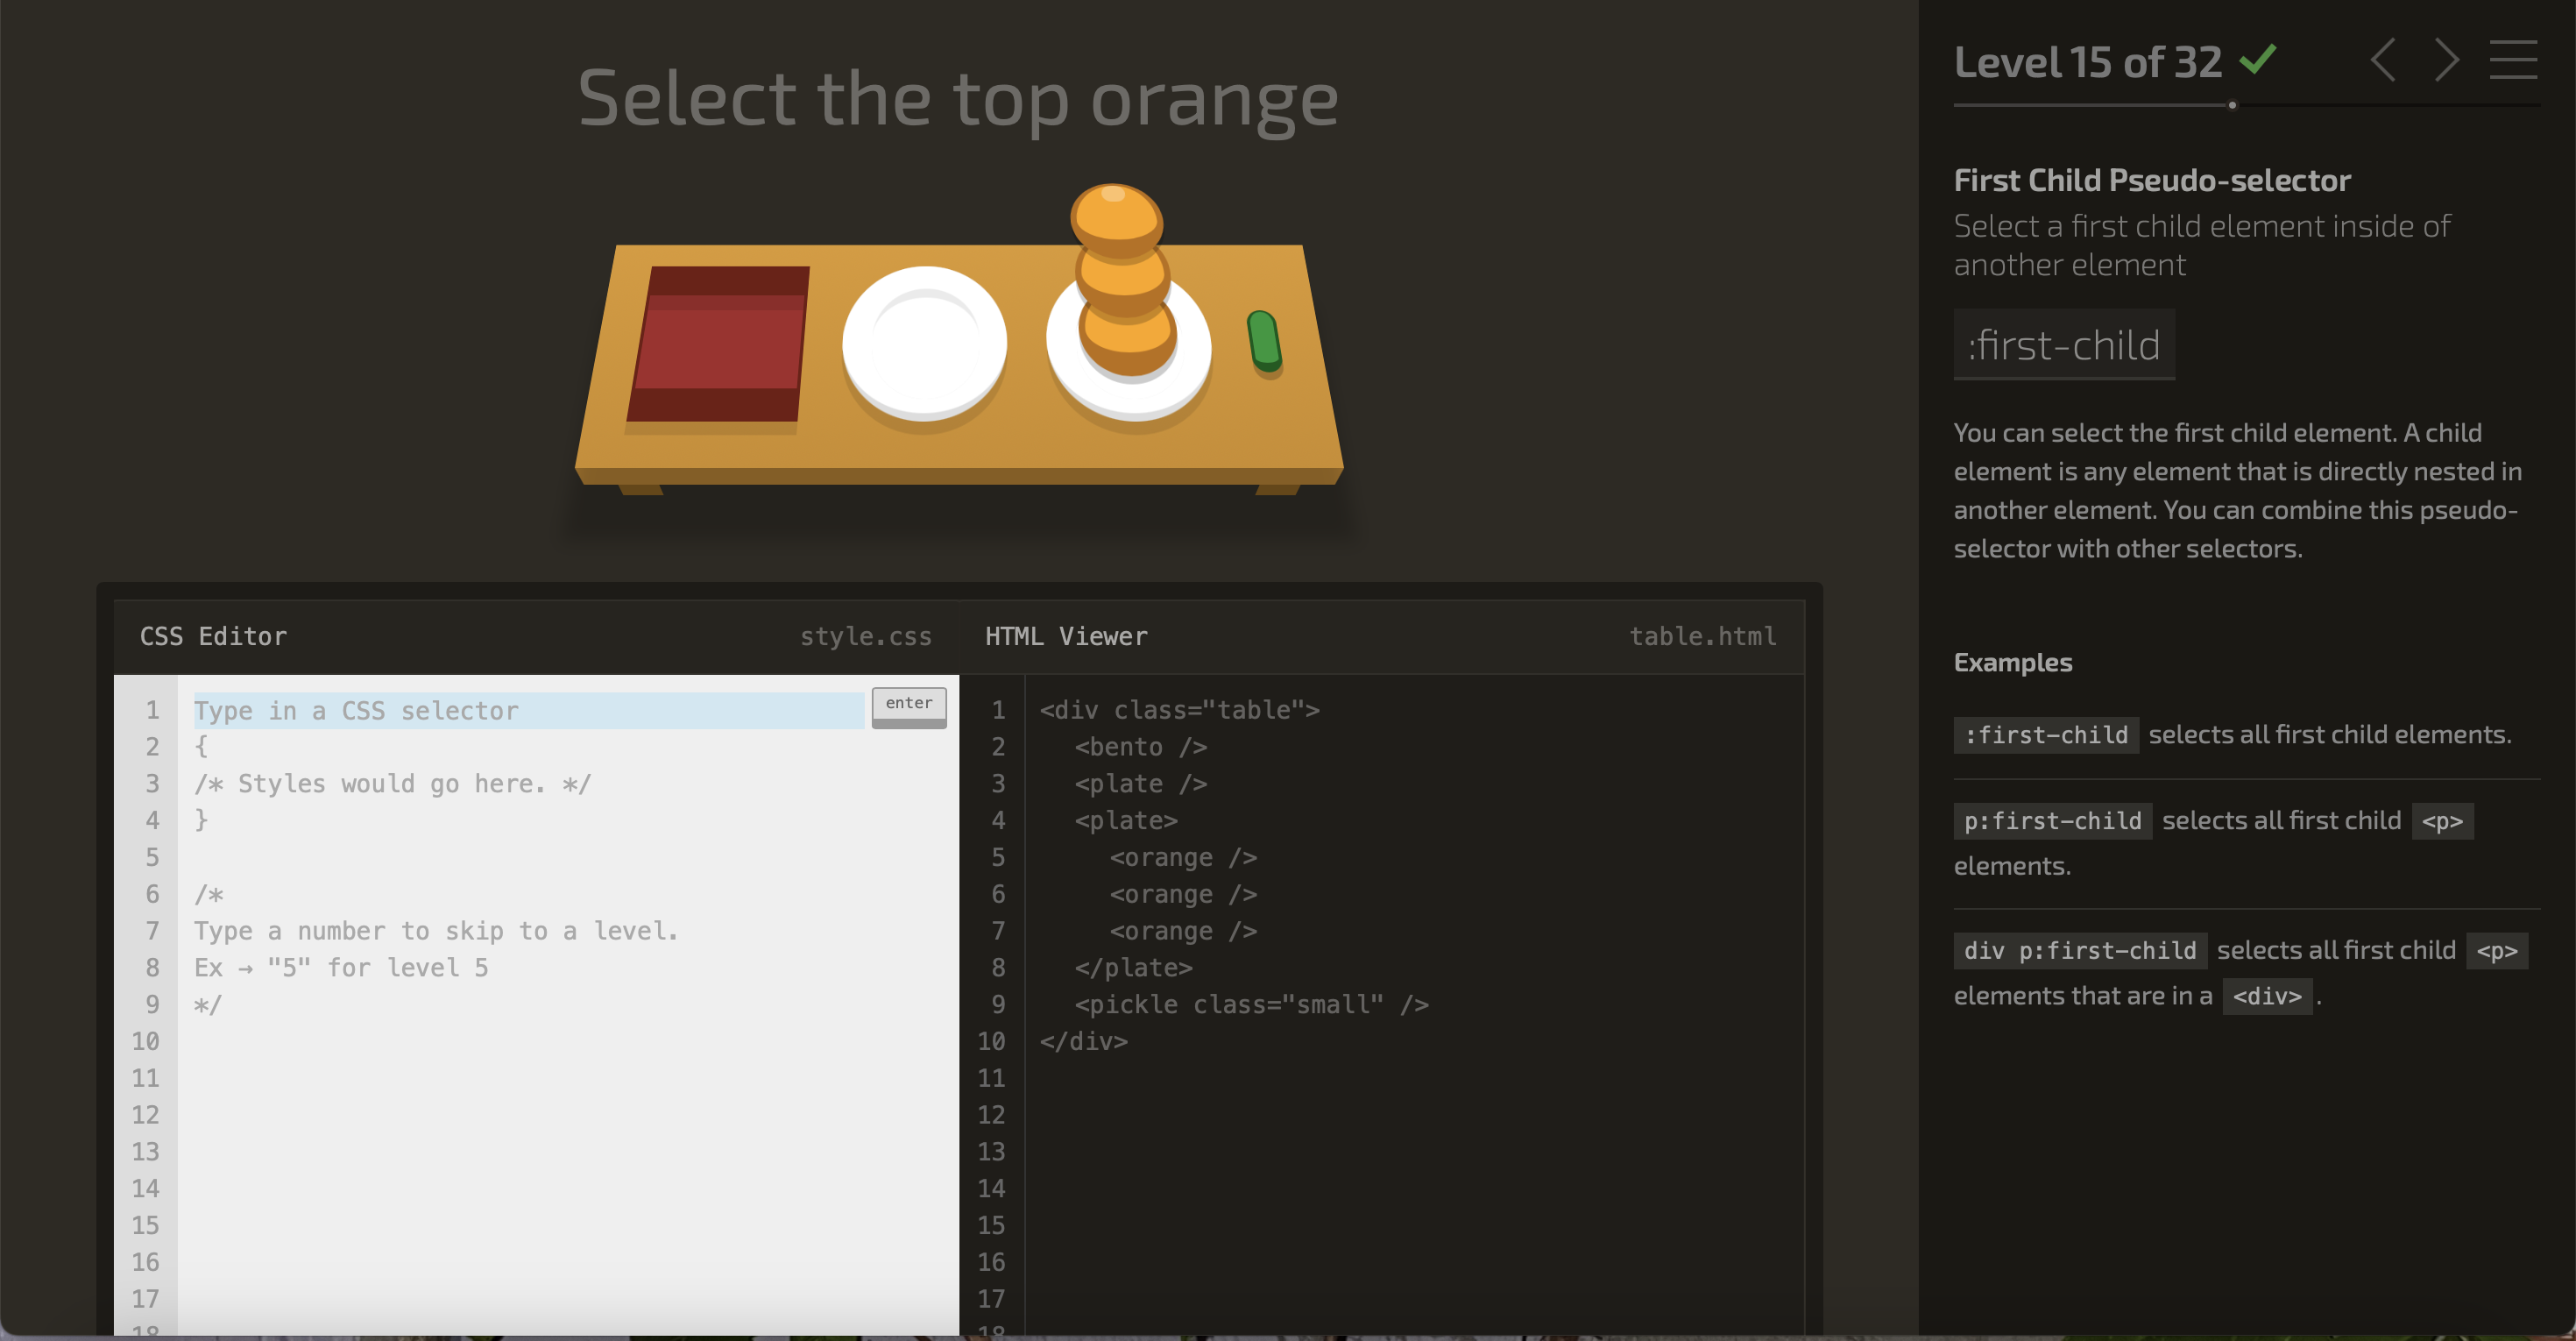 Select the top orange
CSS Editor
style.css
1 Type in a CSS selector
enter
2 {
3 /* Styles would go here. */
4 }
5
6 /*
7 Type a number to skip to a level.
8 Ex → "5" for level 5
9 */
10
11
12
13
14
15
16
17
18
HTML Viewer
table.html
1 <div class="table">
2 <bento />
3 <plate />
4 <plate>
5 <orange />
6 <orange />
7 <orange />
8 </plate>
9 <pickle class="small" />
10 </div>
11
12
13
14
15
16
17
18
Level 15 of 32
First Child Pseudo-selector
Select a first child element inside of
another element
:first-child
You can select the first child element. A child
element is any element that is directly nested in
another element. You can combine this pseudo-
selector with other selectors.
Examples
:first-child selects all first child elements.
p:first-child selects all first child <p>
elements.
div p:first-child selects all first child <p>
elements that are in a <div> .